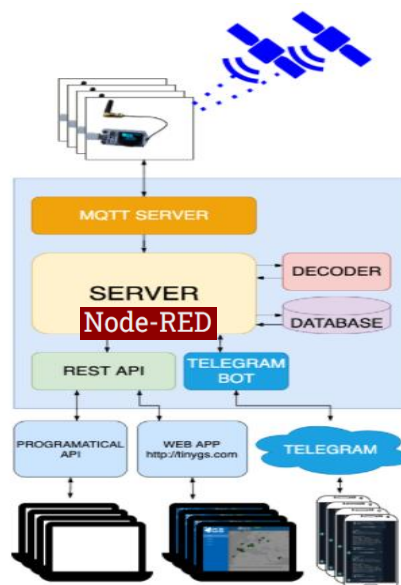 MQTT SERVER
DECODER
SERVER
Node-RED
DATABASE
REST API
TELEGRAM
BOT
PROGRAMATICAL
API
WEB APP
http://tinygs.com
TELEGRAM